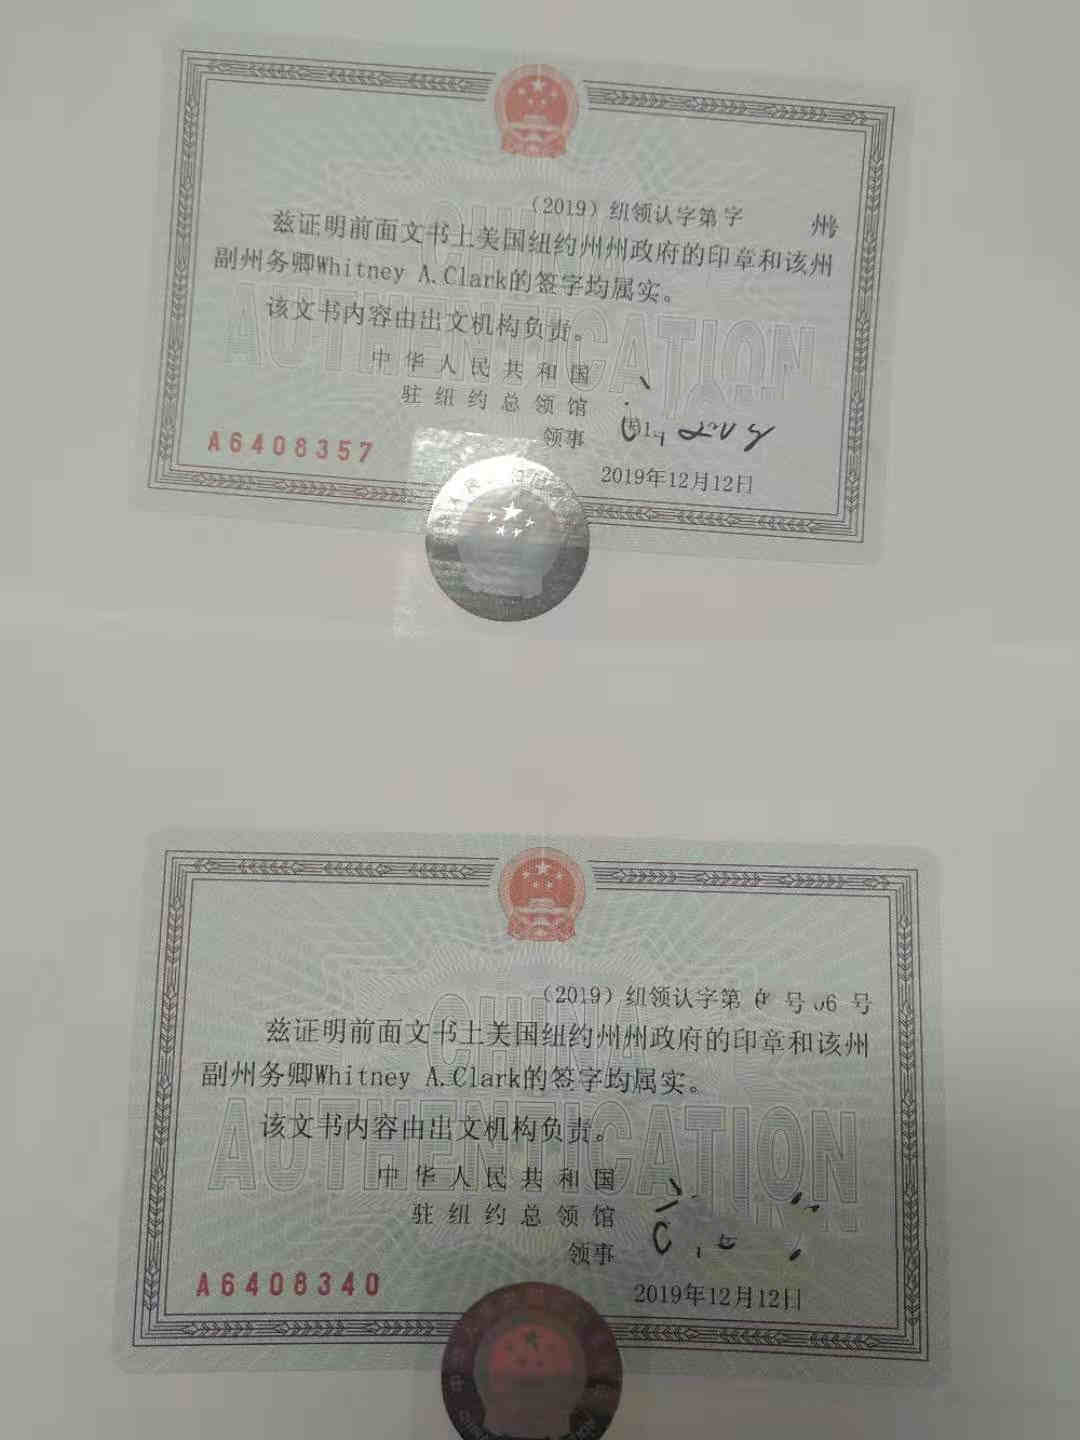 (2019) 纽领认字第 字 州
兹证明前面文书上美国纽约州州政府的印章和该州
副州务卿Whitney A. Clark的签字均属实。
该文书内容由出文机构负责。
中华人民共和国
驻纽约总领馆
领事
A6408357
2019年12月12日
CHINA
AUTHENTICATION
(2019) 纽领认字第 号 06 号
兹证明前面文书上美国纽约州州政府的印章和该州
副州务卿Whitney A. Clark的签字均属实。
该文书内容由出文机构负责。
中华人民共和国
驻纽约总领馆
领事
A6408340
2019年12月12日
CHINA
AUTHENTICATION